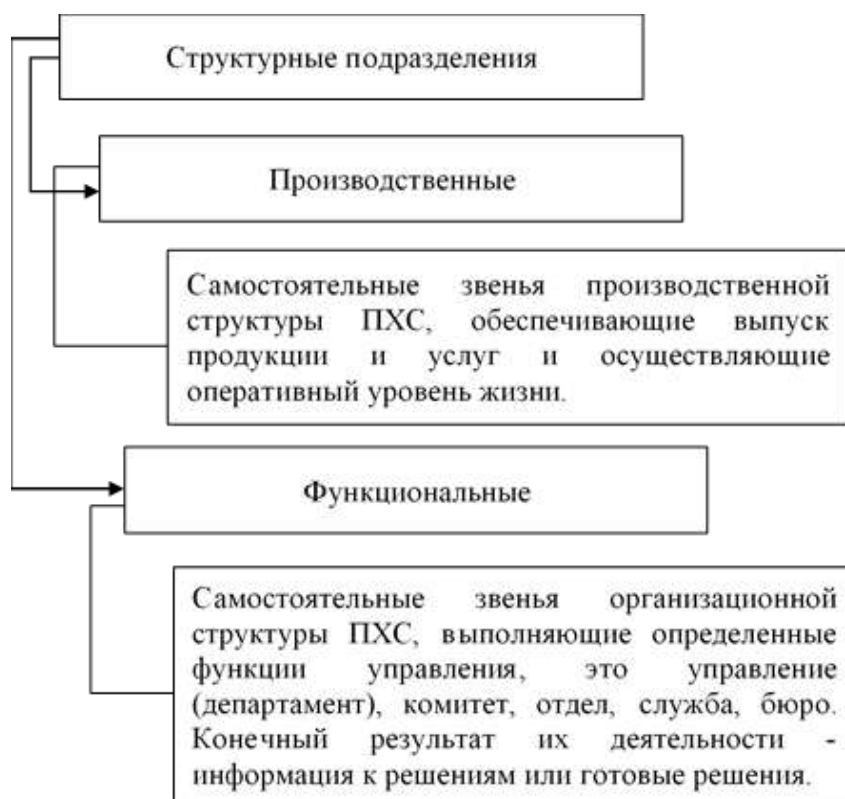 Структурные подразделения
Производственные
Самостоятельные звенья производственной
структуры ПХС, обеспечивающие выпуск
продукции и услуг и осуществляющие
оперативный уровень жизни.
Функциональные
Самостоятельные звенья организационной
структуры ПХС, выполняющие определенные
функции управления, это управление
(департамент), комитет, отдел, служба, бюро.
Конечный результат их деятельности -
информация к решениям или готовые решения.